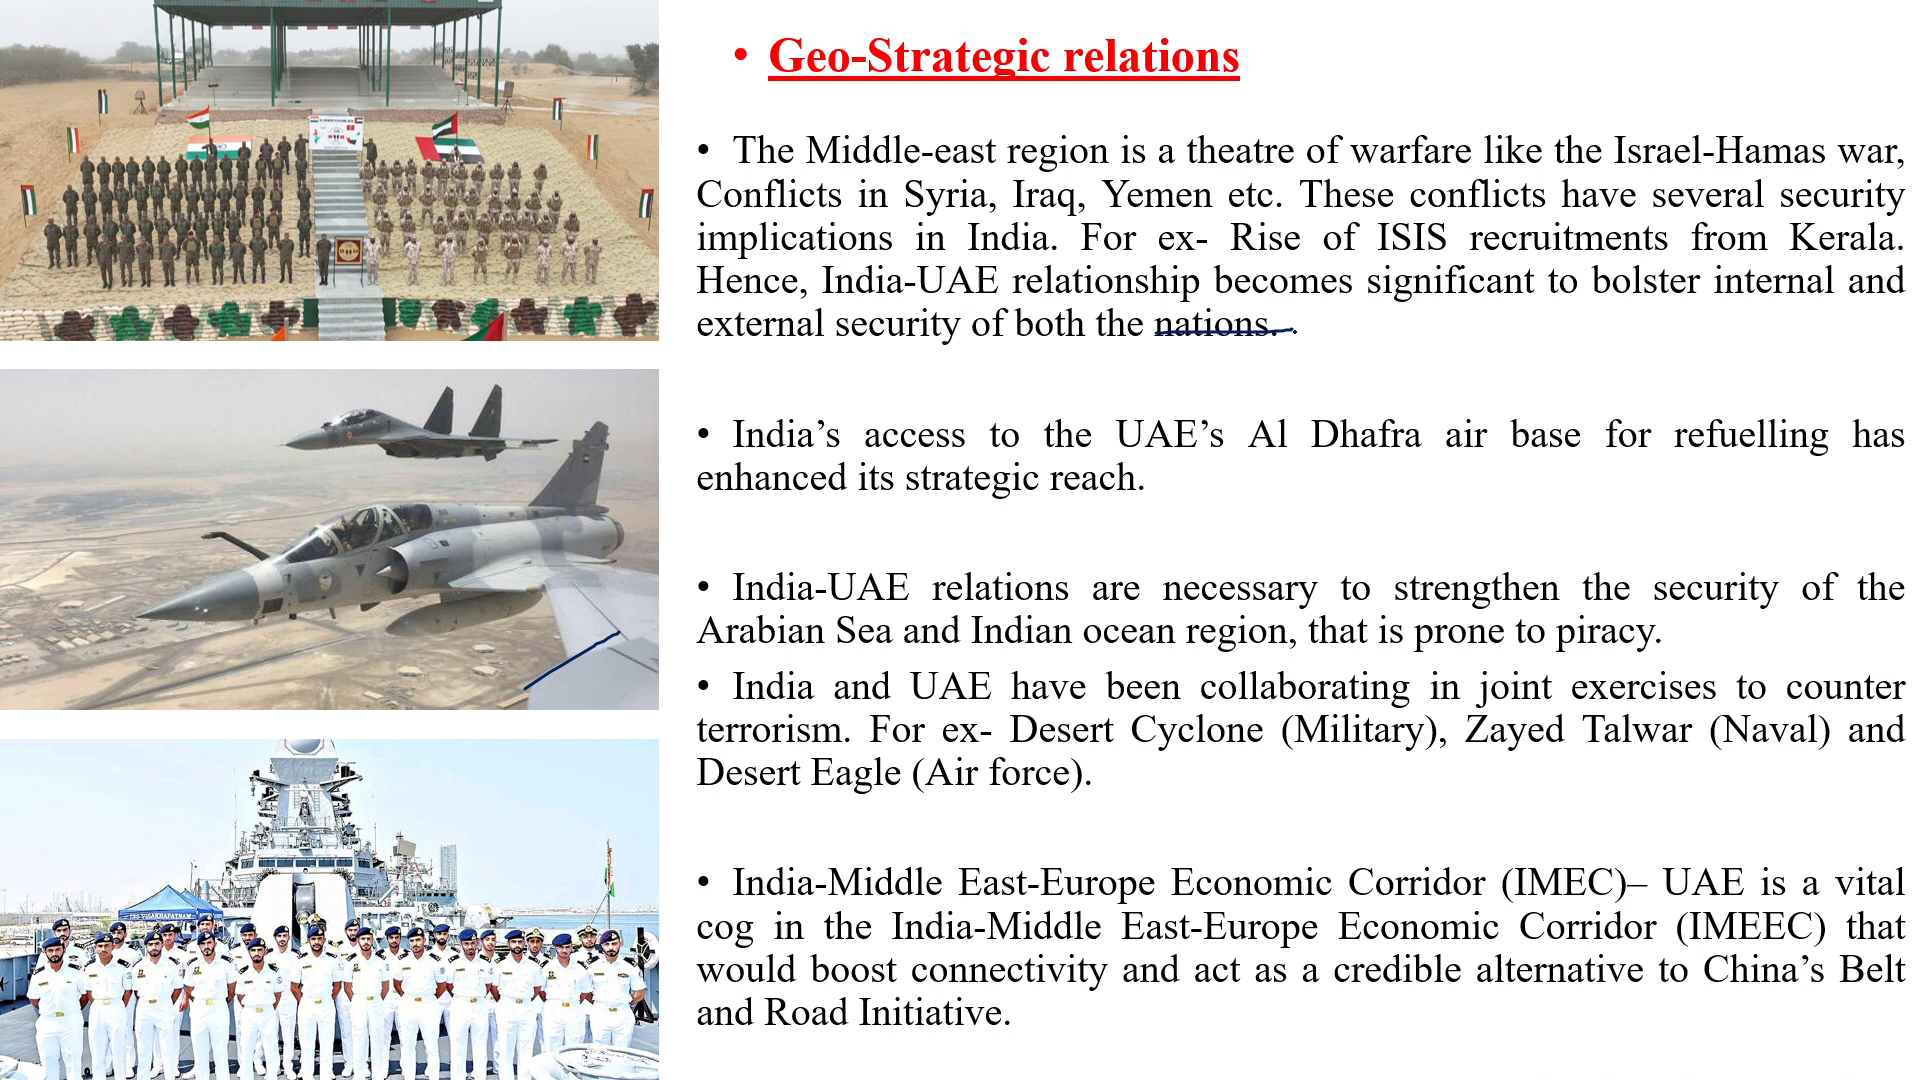 • Geo-Strategic relations
• The Middle-east region is a theatre of warfare like the Israel-Hamas war,
Conflicts in Syria, Iraq, Yemen etc. These conflicts have several security
implications in India. For ex- Rise of ISIS recruitments from Kerala.
Hence, India-UAE relationship becomes significant to bolster internal and
external security of both the nations.
• India’s access to the UAE’s Al Dhafra air base for refuelling has
enhanced its strategic reach.
• India-UAE relations are necessary to strengthen the security of the
Arabian Sea and Indian ocean region, that is prone to piracy.
• India and UAE have been collaborating in joint exercises to counter
terrorism. For ex- Desert Cyclone (Military), Zayed Talwar (Naval) and
Desert Eagle (Air force).
• India-Middle East-Europe Economic Corridor (IMEC)– UAE is a vital
cog in the India-Middle East-Europe Economic Corridor (IMEEC) that
would boost connectivity and act as a credible alternative to China’s Belt
and Road Initiative.
VISAKHAPATNAM